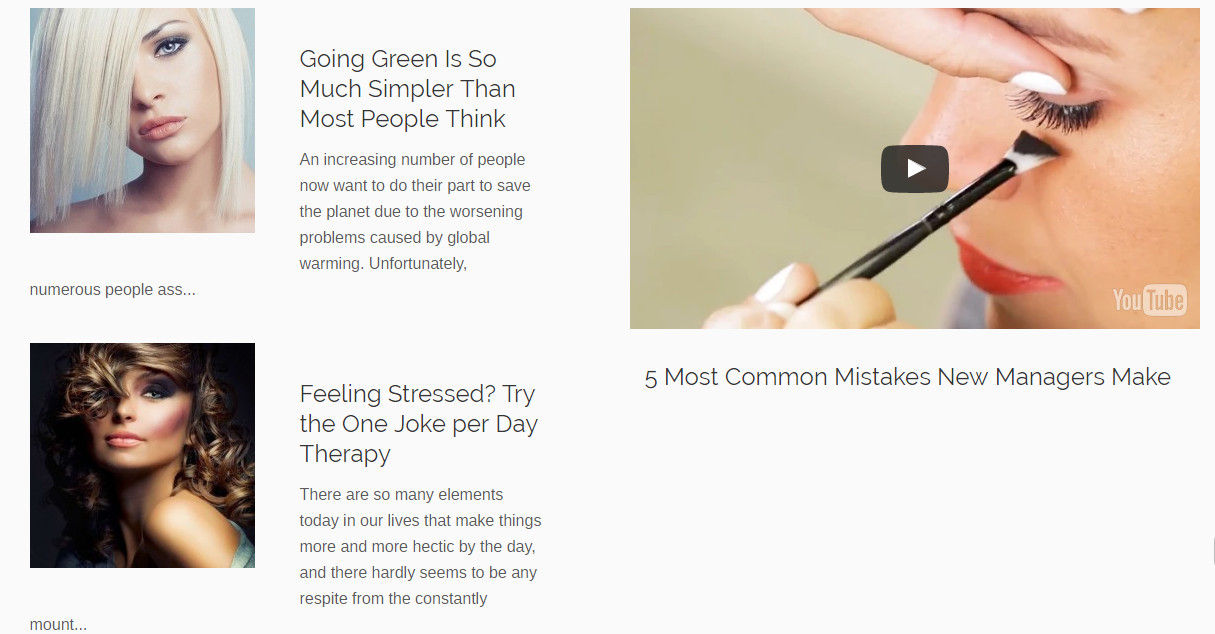 Going Green Is So
Much Simpler Than
Most People Think
An increasing number of people
now want to do their part to save
the planet due to the worsening
problems caused by global
warming. Unfortunately,
numerous people ass...
Feeling Stressed? Try
the One Joke per Day
Therapy
There are so many elements
today in our lives that make things
more and more hectic by the day,
and there hardly seems to be any
respite from the constantly
mount...
YouTube
5 Most Common Mistakes New Managers Make